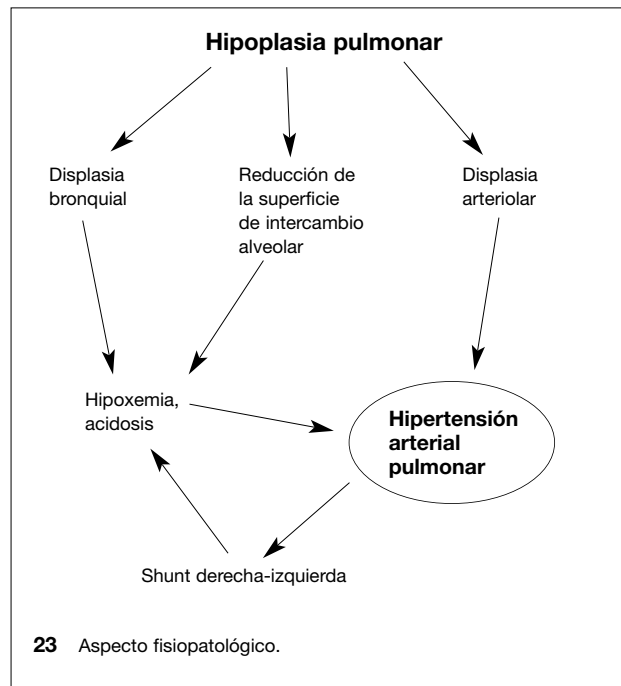 Hipoplasia pulmonar
Displasia
bronquial
Reducción de
la superficie
de intercambio
alveolar
Displasia
arteriolar
Hipoxemia,
acidosis
Hipertensión
arterial
pulmonar
Shunt derecha-izquierda
23 Aspecto fisiopatológico.